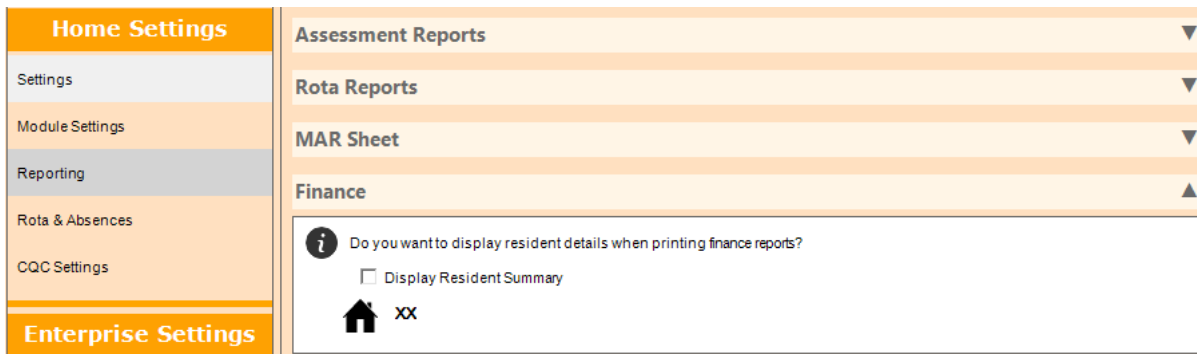 Home Settings
Settings
Module Settings
Reporting
Rota & Absences
CQC Settings
Enterprise Settings
Assessment Reports
Rota Reports
MAR Sheet
Finance
Do you want to display resident details when printing finance reports?
Display Resident Summary
XX